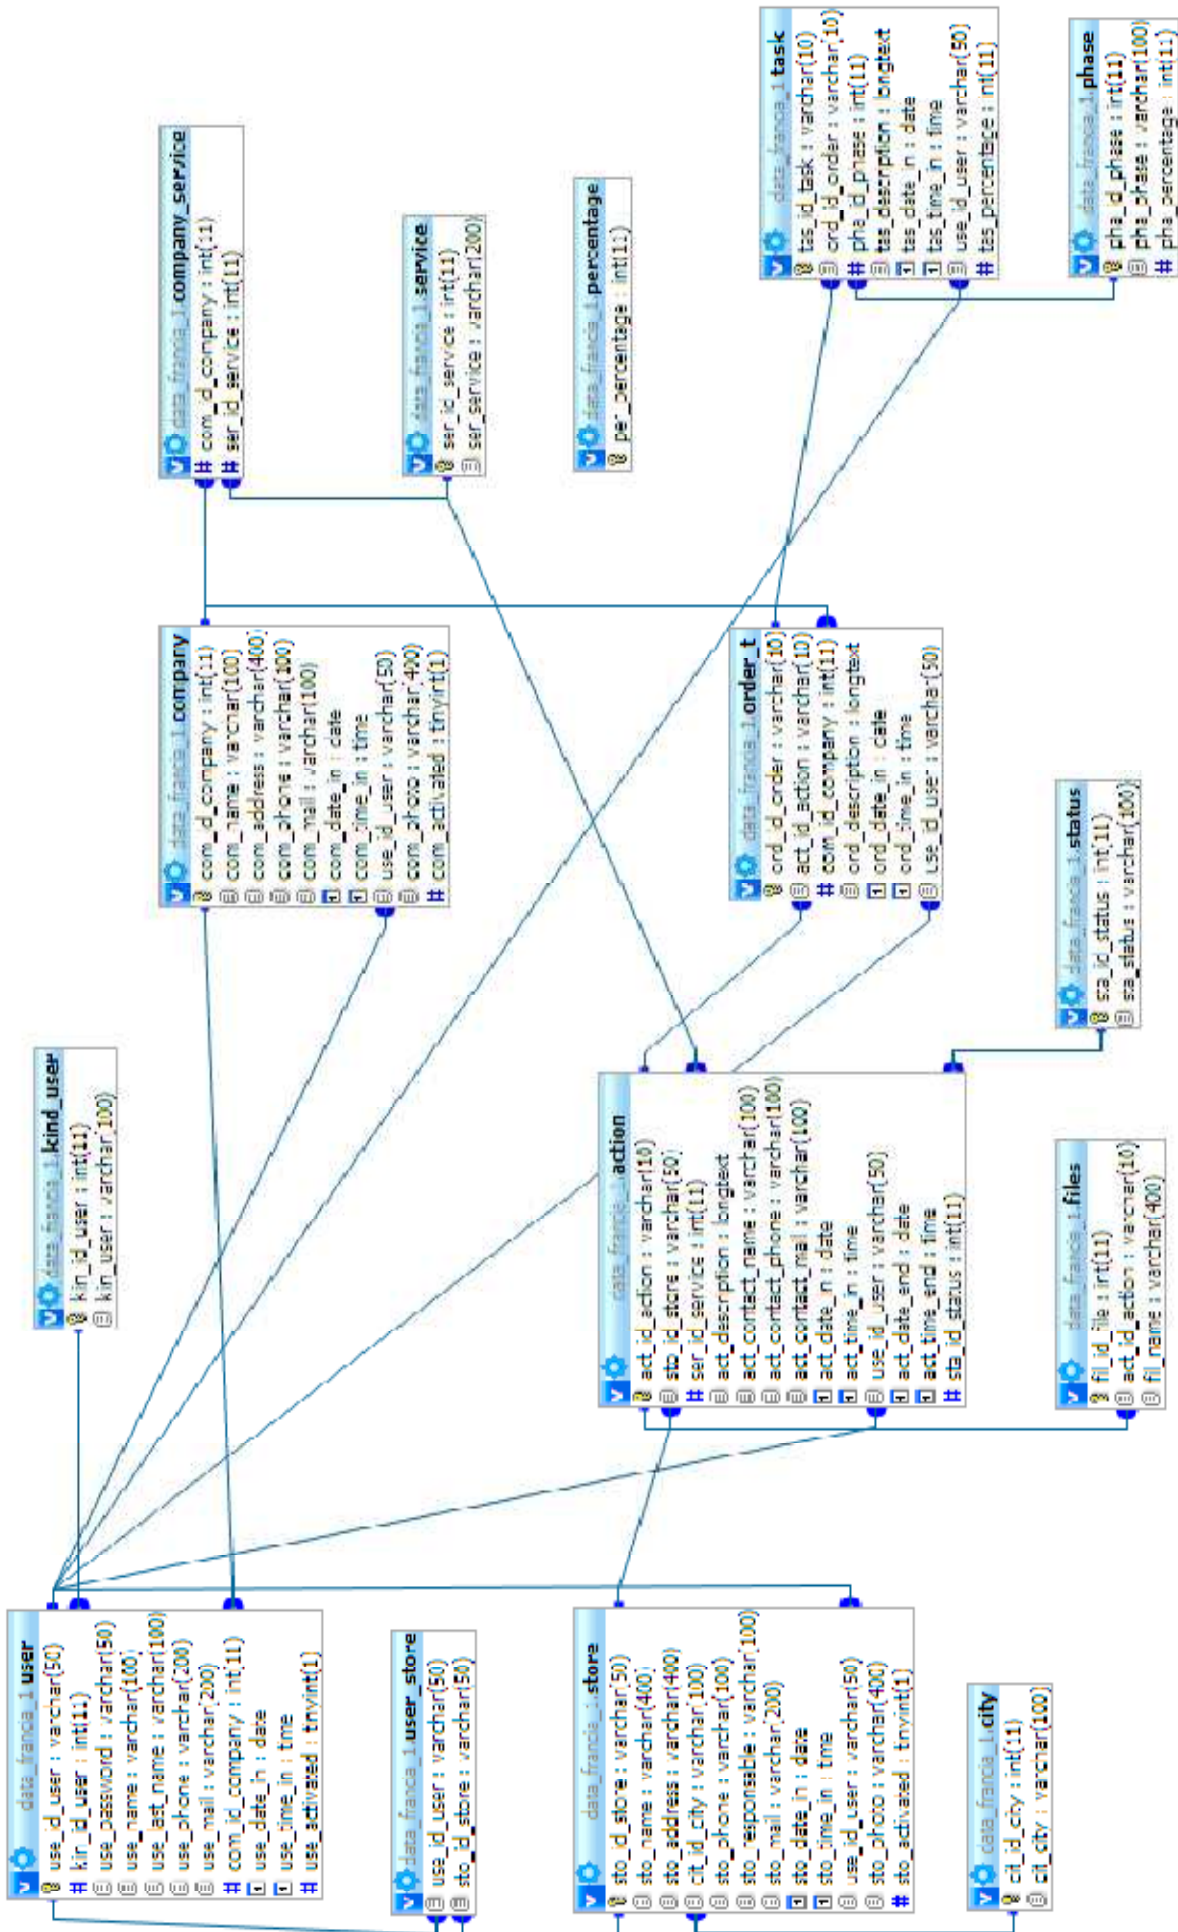 data_francia_1 user
use_id_user : varchar(50)
kin_id_user : int(11)
use_password : varchar(50)
use_name : varchar(100)
use_last_name : varchar(100)
use_phone : varchar(200)
use_mail : varchar(200)
com_id_company : int(11)
use_date_in : date
use_time_in : time
use_activated : tinyint(1)
data_francia_1 user_store
use_id_user : varchar(50)
sto_id_store : varchar(50)
data_francia_1 store
sto_id_store : varchar(50)
sto_name : varchar(400)
sto_address : varchar(400)
cit_id_city : varchar(100)
sto_phone : varchar(100)
sto_responsable : varchar(100)
sto_mail : varchar(200)
sto_date_in : date
sto_time_in : time
use_id_user : varchar(50)
sto_photo : varchar(400)
sto_activated : tinyint(1)
data_francia_1 city
cit_id_city : int(11)
cit_city : varchar(100)
data_francia_1 kind_user
kin_id_user : int(11)
kin_user : varchar(100)
data_francia_1 action
act_id_action : varchar(10)
sto_id_store : varchar(50)
ser_id_service : int(11)
act_description : longtext
act_contact_name : varchar(100)
act_contact_phone : varchar(100)
act_contact_mail : varchar(100)
act_date_in : date
act_time_in : time
use_id_user : varchar(50)
act_date_end : date
act_time_end : time
sta_id_status : int(11)
data_francia_1 files
fil_id_file : int(11)
act_id_action : varchar(10)
fil_name : varchar(400)
data_francia_1 company
com_id_company : int(11)
com_name : varchar(100)
com_address : varchar(400)
com_phone : varchar(100)
com_mail : varchar(100)
com_date_in : date
com_time_in : time
use_id_user : varchar(50)
com_photo : varchar(400)
com_activated : tinyint(1)
data_francia_1 order_t
ord_id_order : varchar(10)
act_id_action : varchar(10)
com_id_company : int(11)
ord_description : longtext
ord_date_in : date
ord_time_in : time
use_id_user : varchar(50)
data_francia_1 status
sta_id_status : int(11)
sta_status : varchar(100)
data_francia_1 company_service
com_id_company : int(11)
ser_id_service : int(11)
data_francia_1 service
ser_id_service : int(11)
ser_service : varchar(200)
data_francia_1 percentage
per_percentage : int(11)
data_francia_1 task
tas_id_task : varchar(10)
ord_id_order : varchar(10)
pha_id_phase : int(11)
tas_description : longtext
tas_date_in : date
tas_time_in : time
use_id_user : varchar(50)
tas_percentage : int(11)
data_francia_1 phase
pha_id_phase : int(11)
pha_phase : varchar(100)
pha_percentage : int(11)